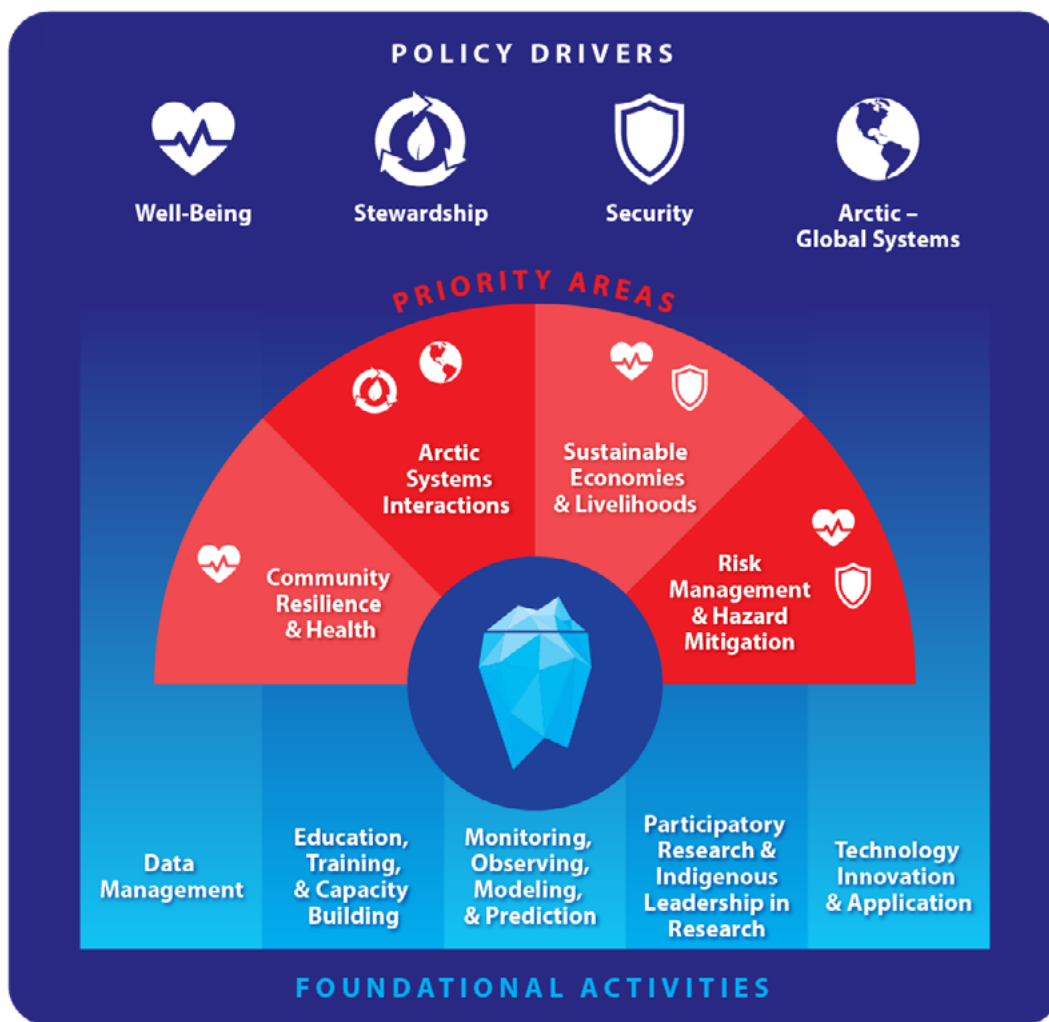 POLICY DRIVERS
Well-Being
Stewardship
Security
Arctic –
Global Systems
PRIORITY AREAS
Community
Resilience
& Health
Arctic
Systems
Interactions
Sustainable
Economies
& Livelihoods
Risk
Management
& Hazard
Mitigation
Data
Management
Education,
Training,
& Capacity
Building
Monitoring,
Observing,
Modeling,
& Prediction
Participatory
Research &
Indigenous
Leadership in
Research
Technology
Innovation
& Application
FOUNDATIONAL ACTIVITIES